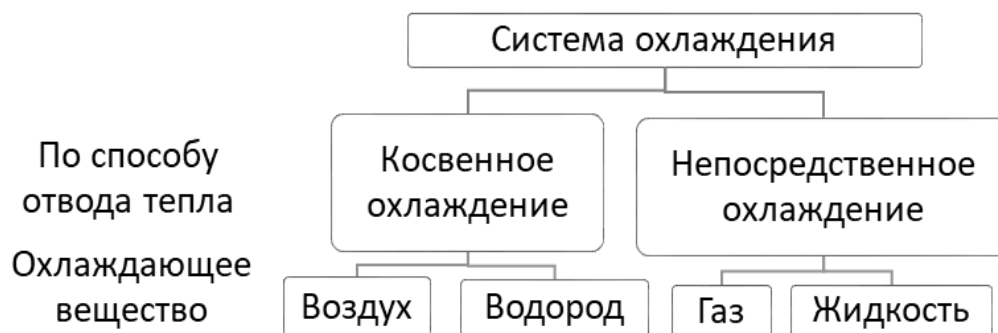 Система охлаждения
По способу
отвода тепла
Косвенное
охлаждение
Непосредственное
охлаждение
Охлаждающее
вещество
Воздух
Водород
Газ
Жидкость